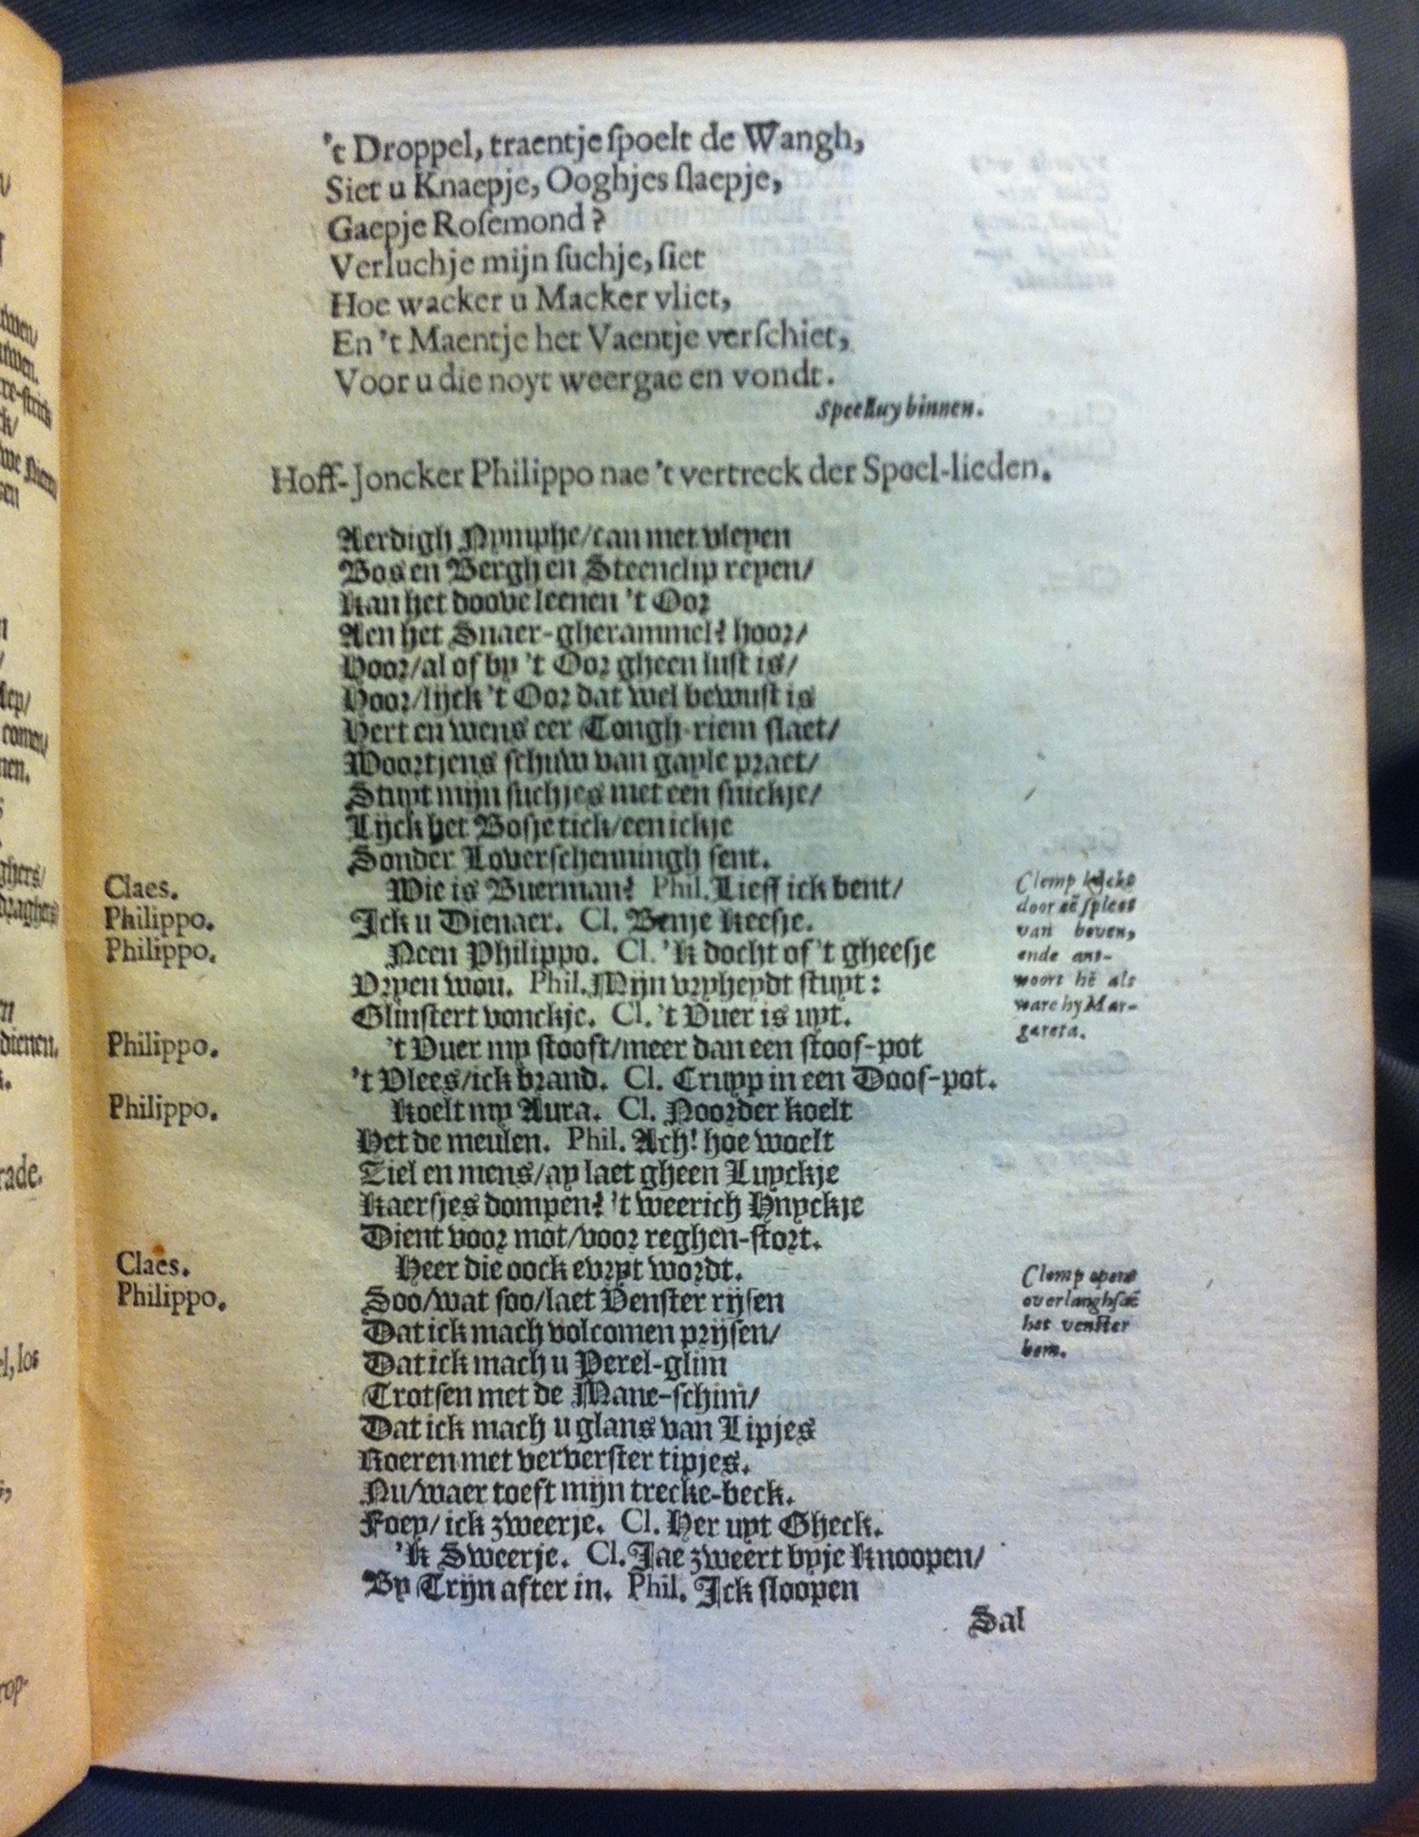 't Droppel, traentje spoelt de Wangh,
Siet u Knaepje, Ooghjes slaepje,
Gaepje Rosemond?
Verluchje mijn suchje, siet
Hoe wacker u Macker vliet,
En 't Maentje het Vaentje verschiet,
Voor u die noyt weergae en vondt.
Speelluy binnen.
Hoff-Joncker Philippo nae 't vertreck der Speel-lieden.
Aerdigh Nymphe/can met vleyen
Bos en Bergh en Steenclip reyen/
Kan het doove leenen 't Oor
Aen het Snaer-gherammel? hoor/
Hoor/al of by 't Oor gheen lust is/
Hoor/lijck 't Oor dat wel bewust is
Hert en wens eer Tongh-riem slaet/
Woortjens schuw van gayle praet/
Stuyt mijn suchjes met een snickje/
Lijck het Bosje tick/een ickje
Sonder Loverschenningh sent.
Claes. Wie is Buerman? Phil. Lieff ick bent/
Philippo. Ick u Dienaer. Cl. Benje Keesje.
Philippo. Neen Philippo. Cl. 'k docht of 't gheesje
Vryen wou. Phil. Mijn vryheydt stuyt:
Glinstert vonckje. Cl. 't Vuer is uyt.
Clemp kijckt
door eē spleet
van boven,
ende ant-
woort hē als
ware hy Mar-
gareta.
Philippo. 't Vuer my stooft/meer dan een stoof-pot
't Vlees/ick brand. Cl. Cruyp in een Doof-pot.
Philippo. Koelt my Aura. Cl. Noorder koelt
Het de meulen. Phil. Ach! hoe woelt
Ziel en mens/ay laet gheen Luyckje
Kaersjes dompen? 't weerich Huyckje
Dient voor mot/voor reghen-stort.
Claes. Heer die oock evryt wordt.
Philippo. Soo/wat soo/laet Venster rijsen
Dat ick mach volcomen prijsen/
Dat ick mach u Perel-glim
Trotsen met de Mane-schim/
Dat ick mach u glans van Lipjes
Roeren met ververster tipjes.
Nu/waer toeft mijn trecke-beck.
Foey/ick zweerje. Cl. Her uyt Gheck.
'k Sweerje. Cl. Jae zweert byje Knoopen/
By Trijn after in. Phil. Ick sloopen
Clemp opent
overlanghsaē
het venster
Sal